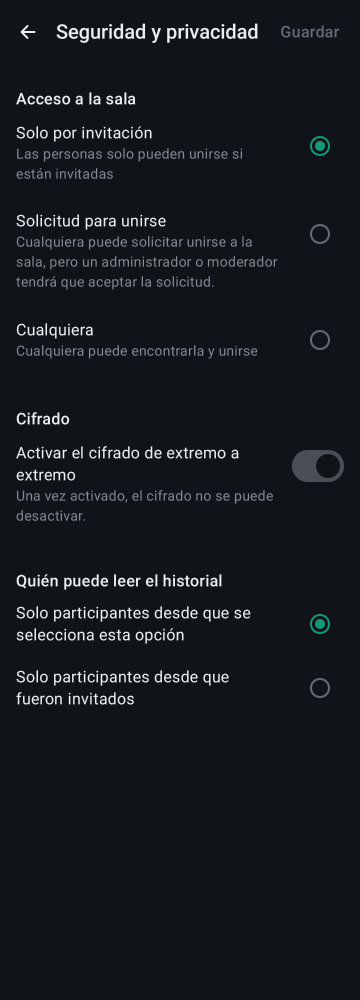 Seguridad y privacidad
Guardar
Acceso a la sala
Solo por invitación
Las personas solo pueden unirse si
están invitadas
Solicitud para unirse
Cualquiera puede solicitar unirse a la
sala, pero un administrador o moderador
tendrá que aceptar la solicitud.
Cualquiera
Cualquiera puede encontrarla y unirse
Cifrado
Activar el cifrado de extremo a
extremo
Una vez activado, el cifrado no se puede
desactivar.
Quién puede leer el historial
Solo participantes desde que se
selecciona esta opción
Solo participantes desde que
fueron invitados